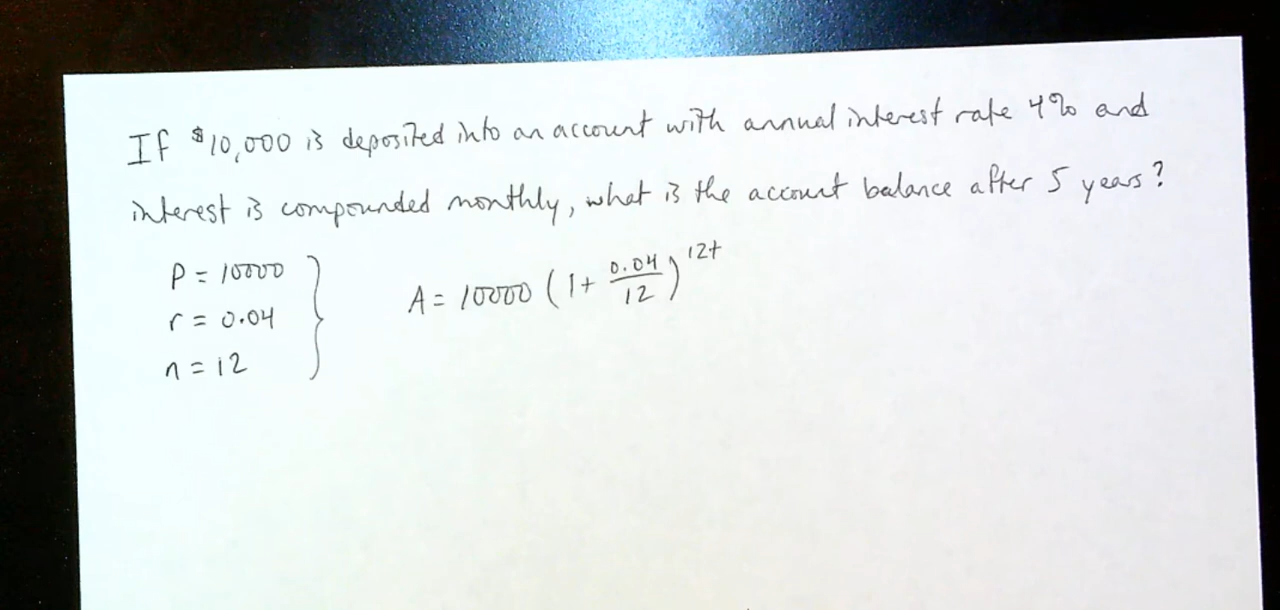 If $10,000 is deposited into an account with annual interest rate 4% and
interest is compounded monthly, what is the account balance after 5 years?
P = 10000
r = 0.04
n = 12
A = 10000 (1 + 0.04/12)^12t